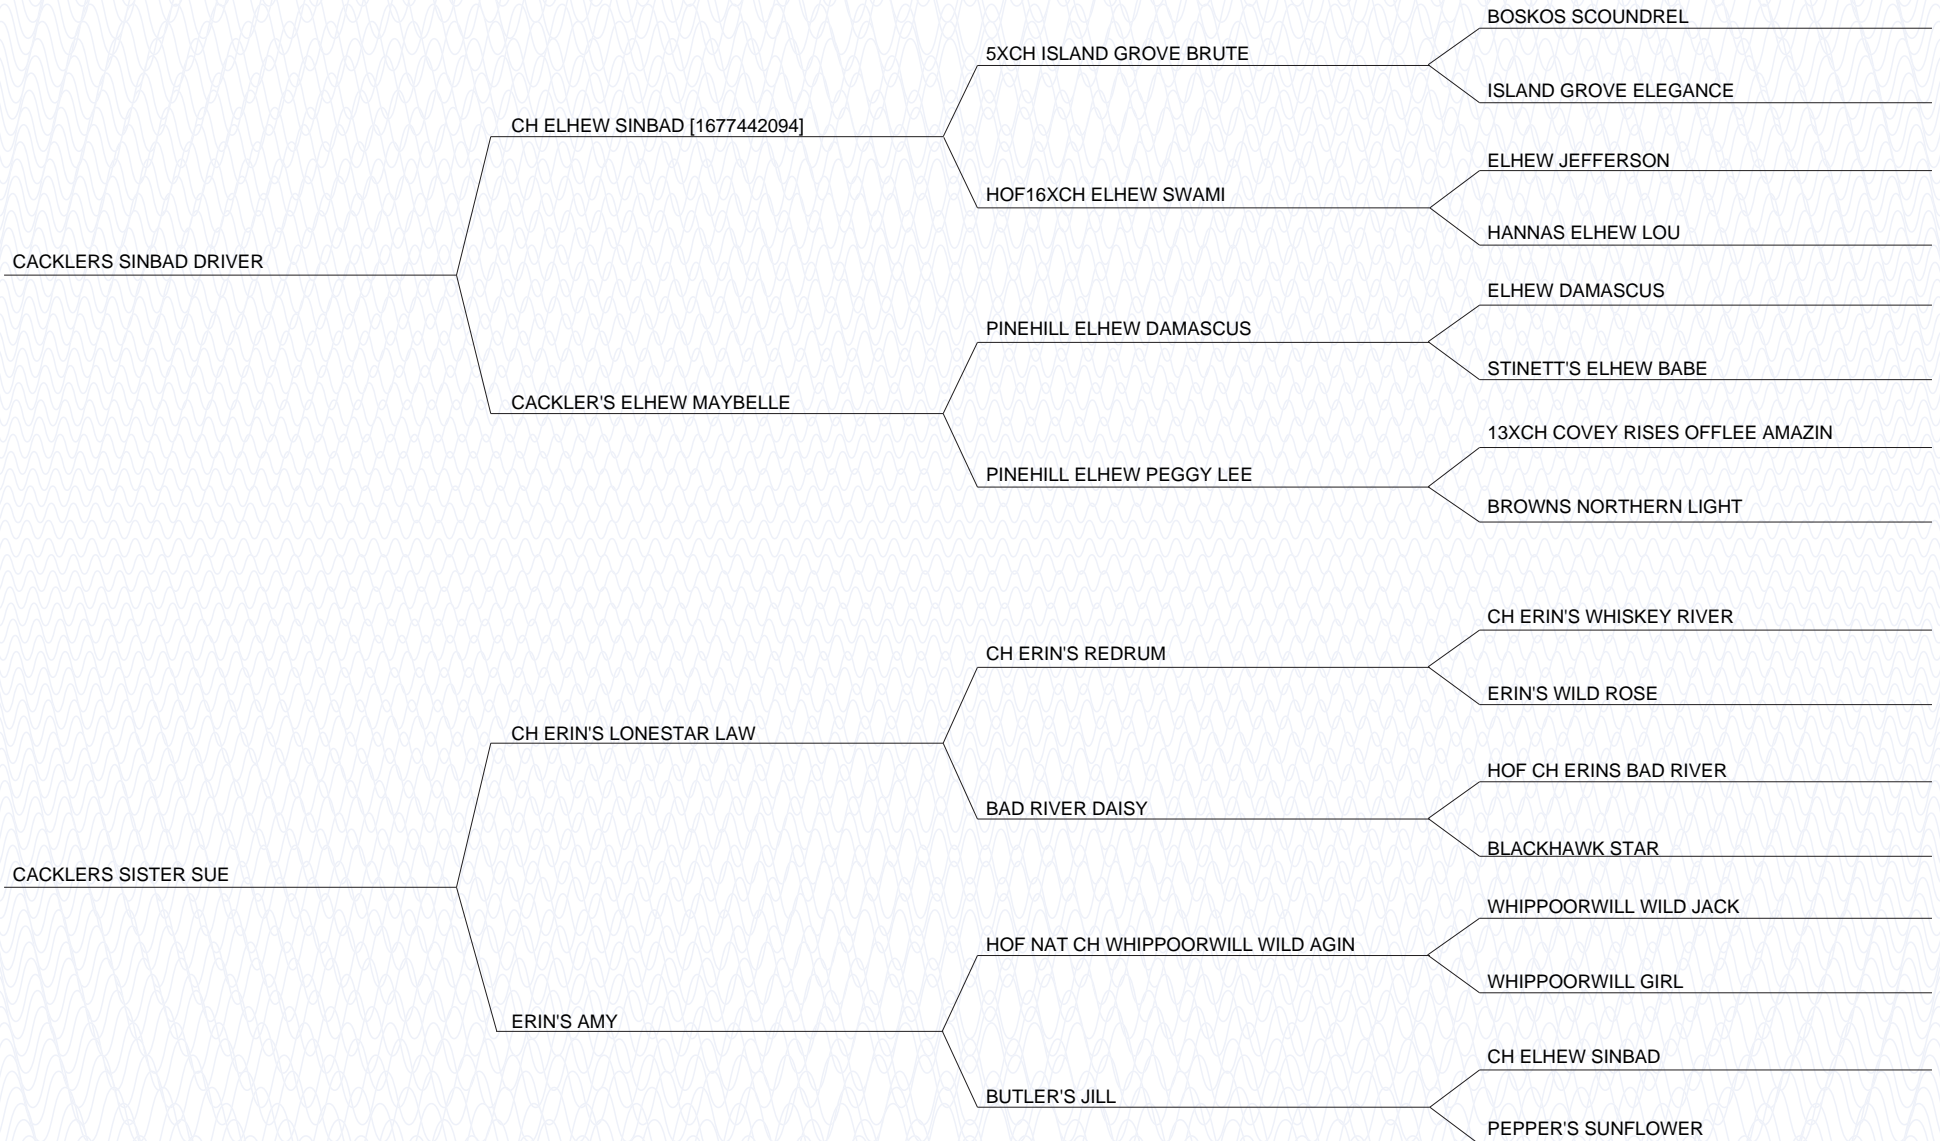 BOSKOS SCOUNDREL
5XCH ISLAND GROVE BRUTE
ISLAND GROVE ELEGANCE
CH ELHEW SINBAD [1677442094]
ELHEW JEFFERSON
HOF16XCH ELHEW SWAMI
HANNAS ELHEW LOU
CACKLERS SINBAD DRIVER
ELHEW DAMASCUS
PINEHILL ELHEW DAMASCUS
STINETT'S ELHEW BABE
CACKLER'S ELHEW MAYBELLE
13XCH COVEY RISES OFFLEE AMAZIN
PINEHILL ELHEW PEGGY LEE
BROWNS NORTHERN LIGHT
CH ERIN'S WHISKEY RIVER
CH ERIN'S REDRUM
ERIN'S WILD ROSE
CH ERIN'S LONESTAR LAW
HOF CH ERINS BAD RIVER
BAD RIVER DAISY
BLACKHAWK STAR
CACKLERS SISTER SUE
WHIPPOORWILL WILD JACK
HOF NAT CH WHIPPOORWILL WILD AGIN
WHIPPOORWILL GIRL
ERIN'S AMY
CH ELHEW SINBAD
BUTLER'S JILL
PEPPER'S SUNFLOWER